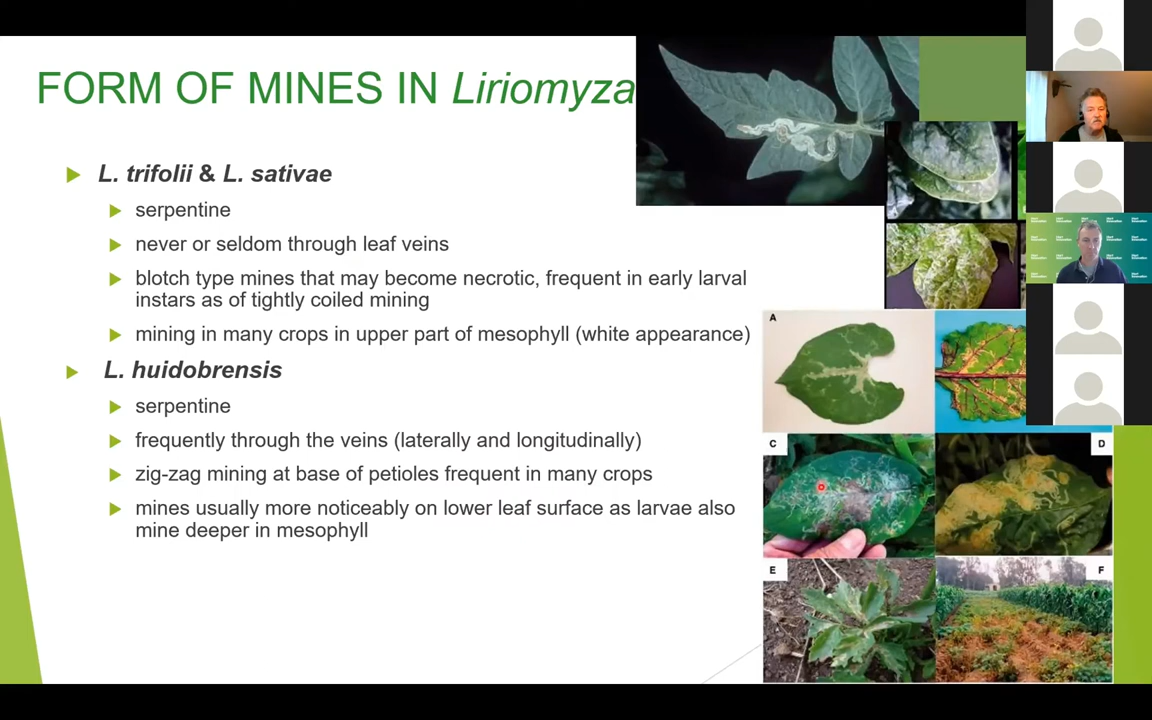 FORM OF MINES IN Liriomyza
L. trifolii & L. sativae
serpentine
never or seldom through leaf veins
blotch type mines that may become necrotic, frequent in early larval
instars as of tightly coiled mining
mining in many crops in upper part of mesophyll (white appearance)
L. huidobrensis
serpentine
frequently through the veins (laterally and longitudinally)
zig-zag mining at base of petioles frequent in many crops
mines usually more noticeably on lower leaf surface as larvae also
mine deeper in mesophyll
A
C
D
E
F